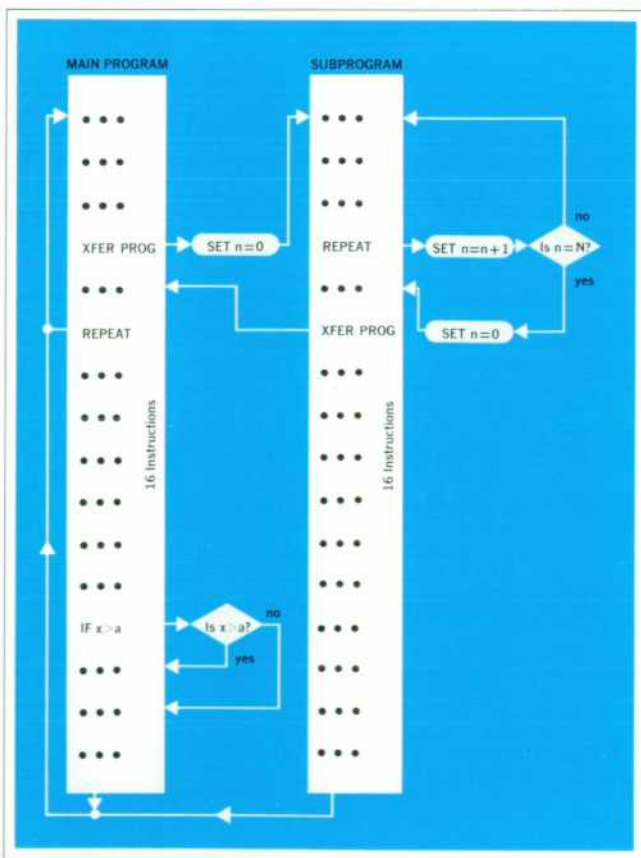 MAIN PROGRAM
• • •
• • •
• • •
XFER PROG
• • •
REPEAT
• • •
• • •
• • •
• • •
• • •
• • •
IF x>a
• • •
• • •
• • •
16 Instructions
SET n=0
Is x>a?
no
yes
SUBPROGRAM
• • •
• • •
• • •
REPEAT
• • •
XFER PROG
• • •
• • •
• • •
• • •
• • •
• • •
• • •
• • •
• • •
• • •
16 Instructions
SET n=n+1
Is n=N?
no
yes
SET n=0